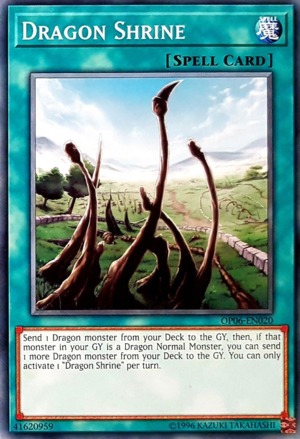 DRAGON SHRINE
SPELL
魔
[SPELL CARD]
OP06-EN020
Send 1 Dragon monster from your Deck to the GY, then, if that
monster in your GY is a Dragon Normal Monster, you can send
1 more Dragon monster from your Deck to the GY. You can only
activate 1 "Dragon Shrine" per turn.
41620959
©1996 KAZUKI TAKAHASHI